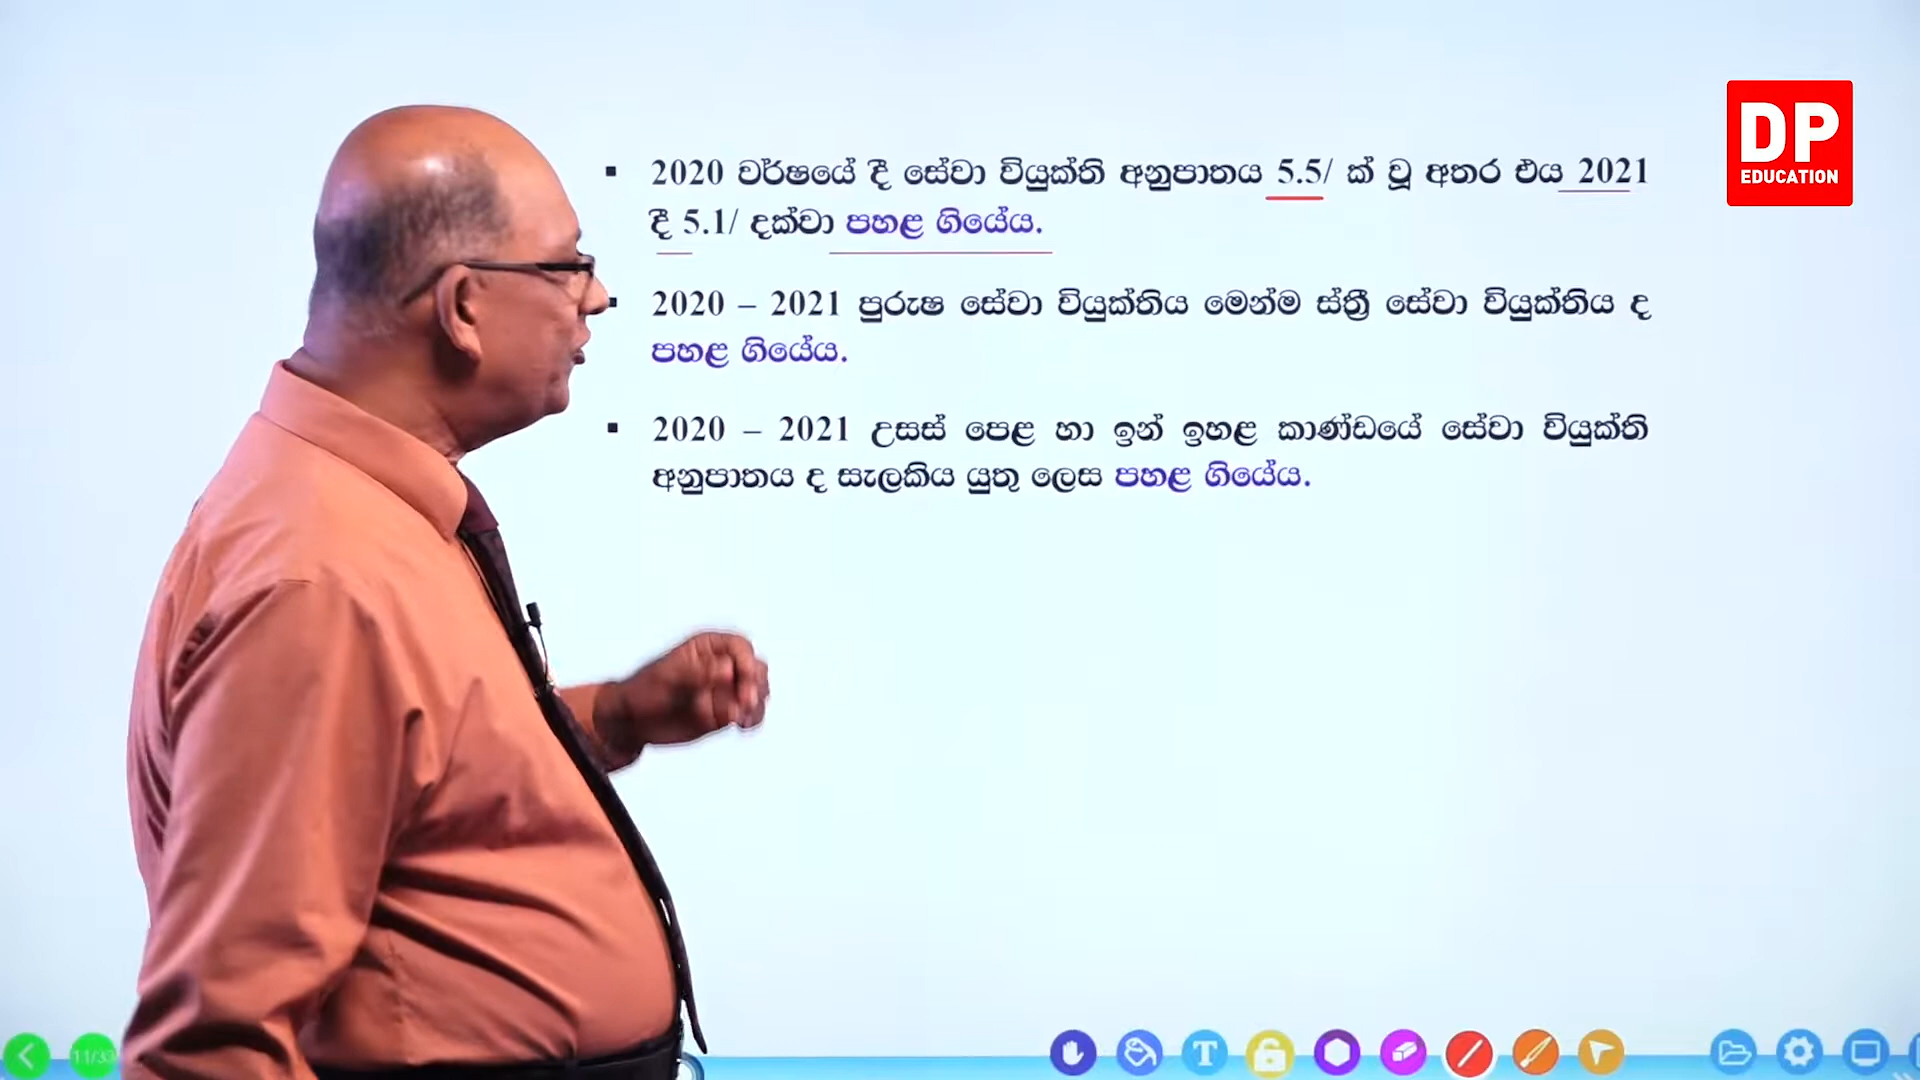 DP
EDUCATION
▪ 2020 වර්ෂයේ දී සේවා වියුක්ති අනුපාතය 5.5/ ක් වූ අතර එය 2021
දී 5.1/ දක්වා පහළ ගියේය.
▪ 2020 – 2021 පුරුෂ සේවා වියුක්තිය මෙන්ම ස්ත්‍රී සේවා වියුක්තිය ද
පහළ ගියේය.
▪ 2020 – 2021 උසස් පෙළ හා ඉන් ඉහළ කාණ්ඩයේ සේවා වියුක්ති
අනුපාතය ද සැලකිය යුතු ලෙස පහළ ගියේය.
T